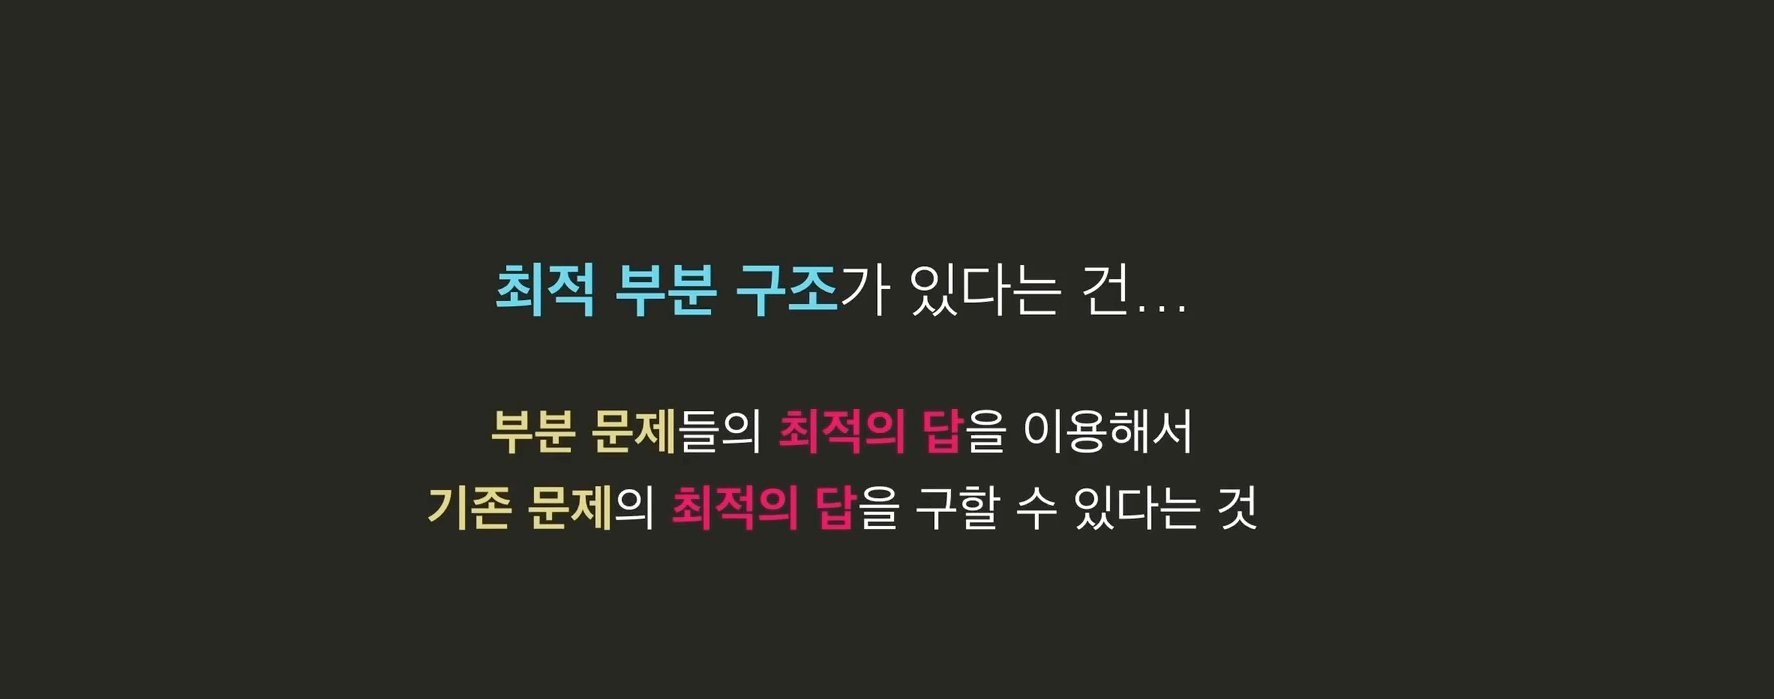 최적 부분 구조가 있다는 건...
부분 문제들의 최적의 답을 이용해서
기존 문제의 최적의 답을 구할 수 있다는 것